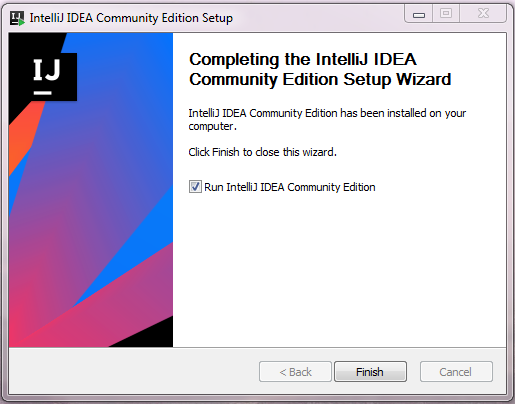 IntelliJ IDEA Community Edition Setup
IJ
Completing the IntelliJ IDEA
Community Edition Setup Wizard
IntelliJ IDEA Community Edition has been installed on your
computer.
Click Finish to close this wizard.
Run IntelliJ IDEA Community Edition
< Back
Finish
Cancel